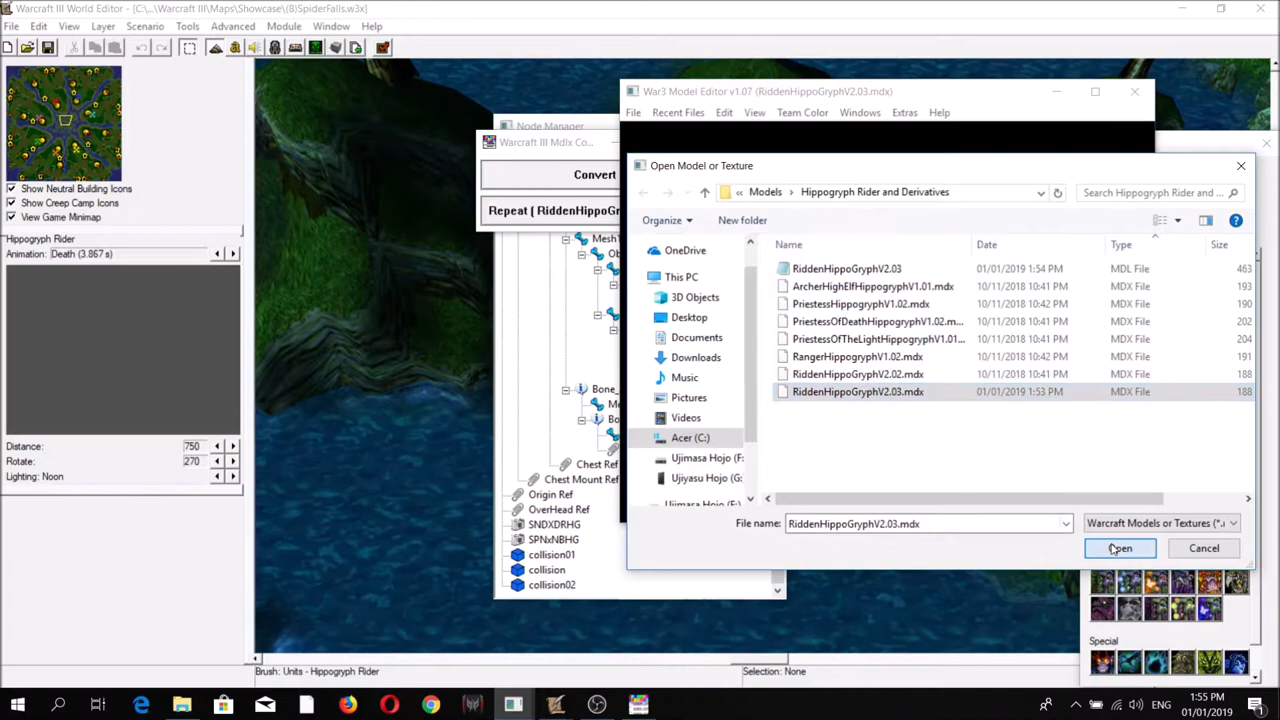 Warcraft III World Editor - [C:\...\Warcraft III\Maps\Showcase\(8)SpiderFalls.w3x]
File Edit View Layer Scenario Tools Advanced Module Window Help
Show Neutral Building Icons
Show Creep Camp Icons
View Game Minimap
Hippogryph Rider
Animation: Death (3.867 s)
Distance: 750
Rotate: 270
Lighting: Noon
Node Manager
Warcraft III Mdlx Co...
Convert
Repeat [ RiddenHippoGr
Chest Ref
Chest Mount Ref
Origin Ref
OverHead Ref
SNDXDRHG
SPNxNBHG
collision01
collision
collision02
War3 Model Editor v1.07 (RiddenHippoGryphV2.03.mdx)
File Recent Files Edit View Team Color Windows Extras Help
Open Model or Texture
« Models › Hippogryph Rider and Derivatives
Search Hippogryph Rider and ...
Organize New folder
OneDrive
This PC
3D Objects
Desktop
Downloads
Documents
Music
Pictures
Videos
Acer (C:)
Ujimasa Hojo (F:
Ujiyasu Hojo (G:
Name Date Type Size
RiddenHippoGryphV2.03 01/01/2019 1:54 PM MDL File 463
ArcherHighElfHippogryphV1.01.mdx 10/11/2018 10:41 PM MDX File 193
PriestessHippogryphV1.02.mdx 10/11/2018 10:42 PM MDX File 190
PriestessOfDeathHippogryphV1.02.m... 10/11/2018 10:41 PM MDX File 202
PriestessOfTheLightHippogryphV1.01... 10/11/2018 10:41 PM MDX File 204
RangerHippogryphV1.02.mdx 10/11/2018 10:42 PM MDX File 191
RiddenHippoGryphV2.02.mdx 10/11/2018 10:41 PM MDX File 188
RiddenHippoGryphV2.03.mdx 01/01/2019 1:53 PM MDX File 188
File name: RiddenHippoGryphV2.03.mdx
Warcraft Models or Textures (*.
Open Cancel
Special
Brush: Units - Hippogryph Rider
Selection: None
ENG
1:55 PM
01/01/2019